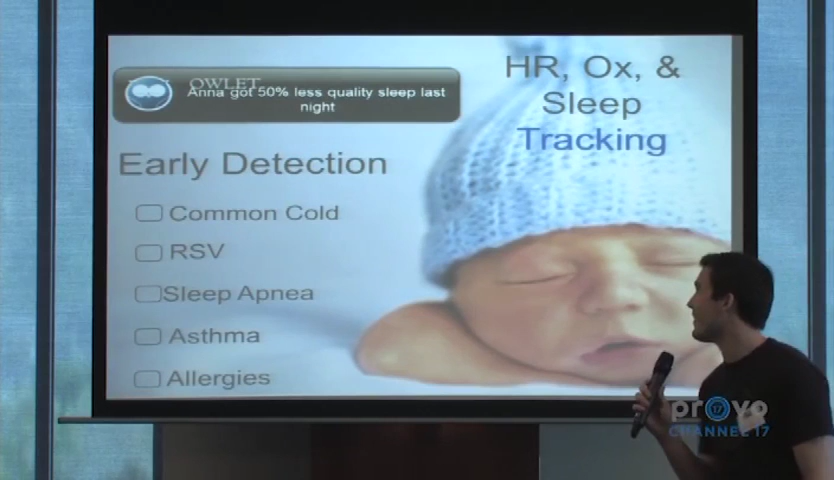 OWLET
Anna got 50% less quality sleep last
night
HR, Ox, &
Sleep
Tracking
Early Detection
Common Cold
RSV
Sleep Apnea
Asthma
Allergies
provo
17
CHANNEL 17